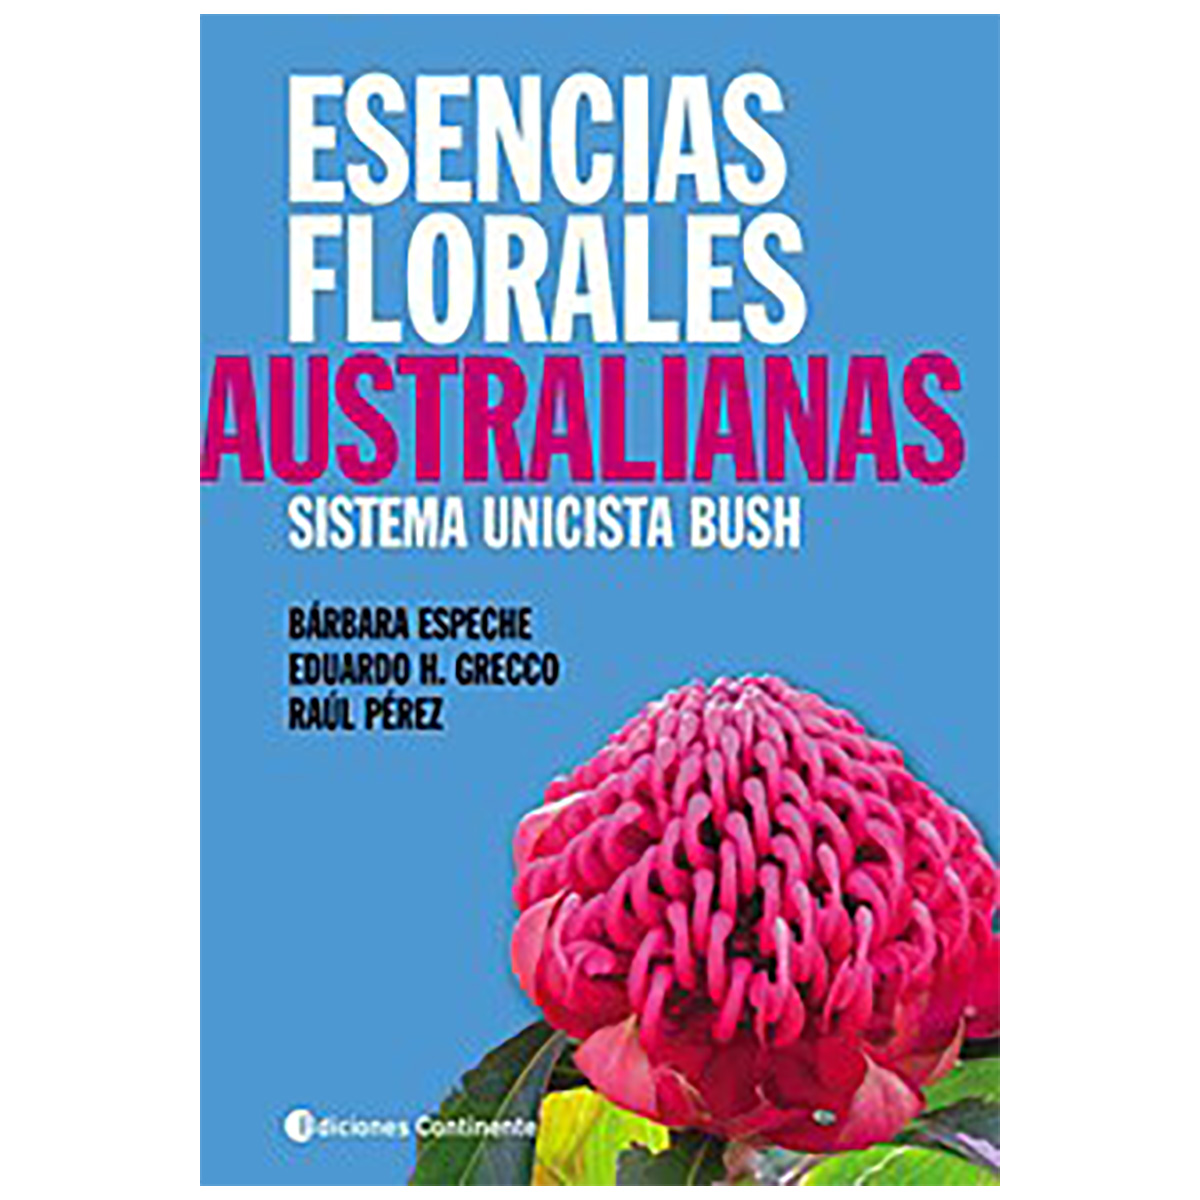 ESENCIAS
FLORALES
AUSTRALIANAS
SISTEMA UNICISTA BUSH
BÁRBARA ESPECHE
EDUARDO H. GRECCO
RAÚL PÉREZ
Ediciones Continente